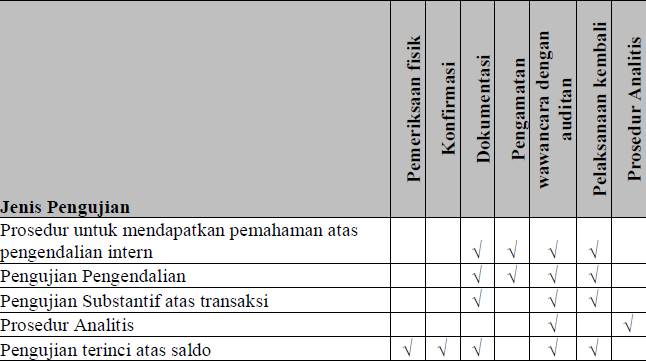 Jenis Pengujian
Pemeriksaan fisik
Konfirmasi
Dokumentasi
Pengamatan
wawancara dengan
auditan
Pelaksanaan kembali
Prosedur Analitis
Prosedur untuk mendapatkan pemahaman atas
pengendalian intern √ √ √ √
Pengujian Pengendalian √ √ √ √
Pengujian Substantif atas transaksi √ √ √
Prosedur Analitis √ √
Pengujian terinci atas saldo √ √ √ √ √